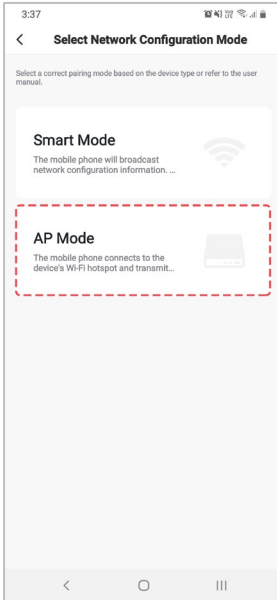 3:37
Select Network Configuration Mode
Select a correct pairing mode based on the device type or refer to the user
manual.
Smart Mode
The mobile phone will broadcast
network configuration information. ...
AP Mode
The mobile phone connects to the
device's Wi-Fi hotspot and transmit...